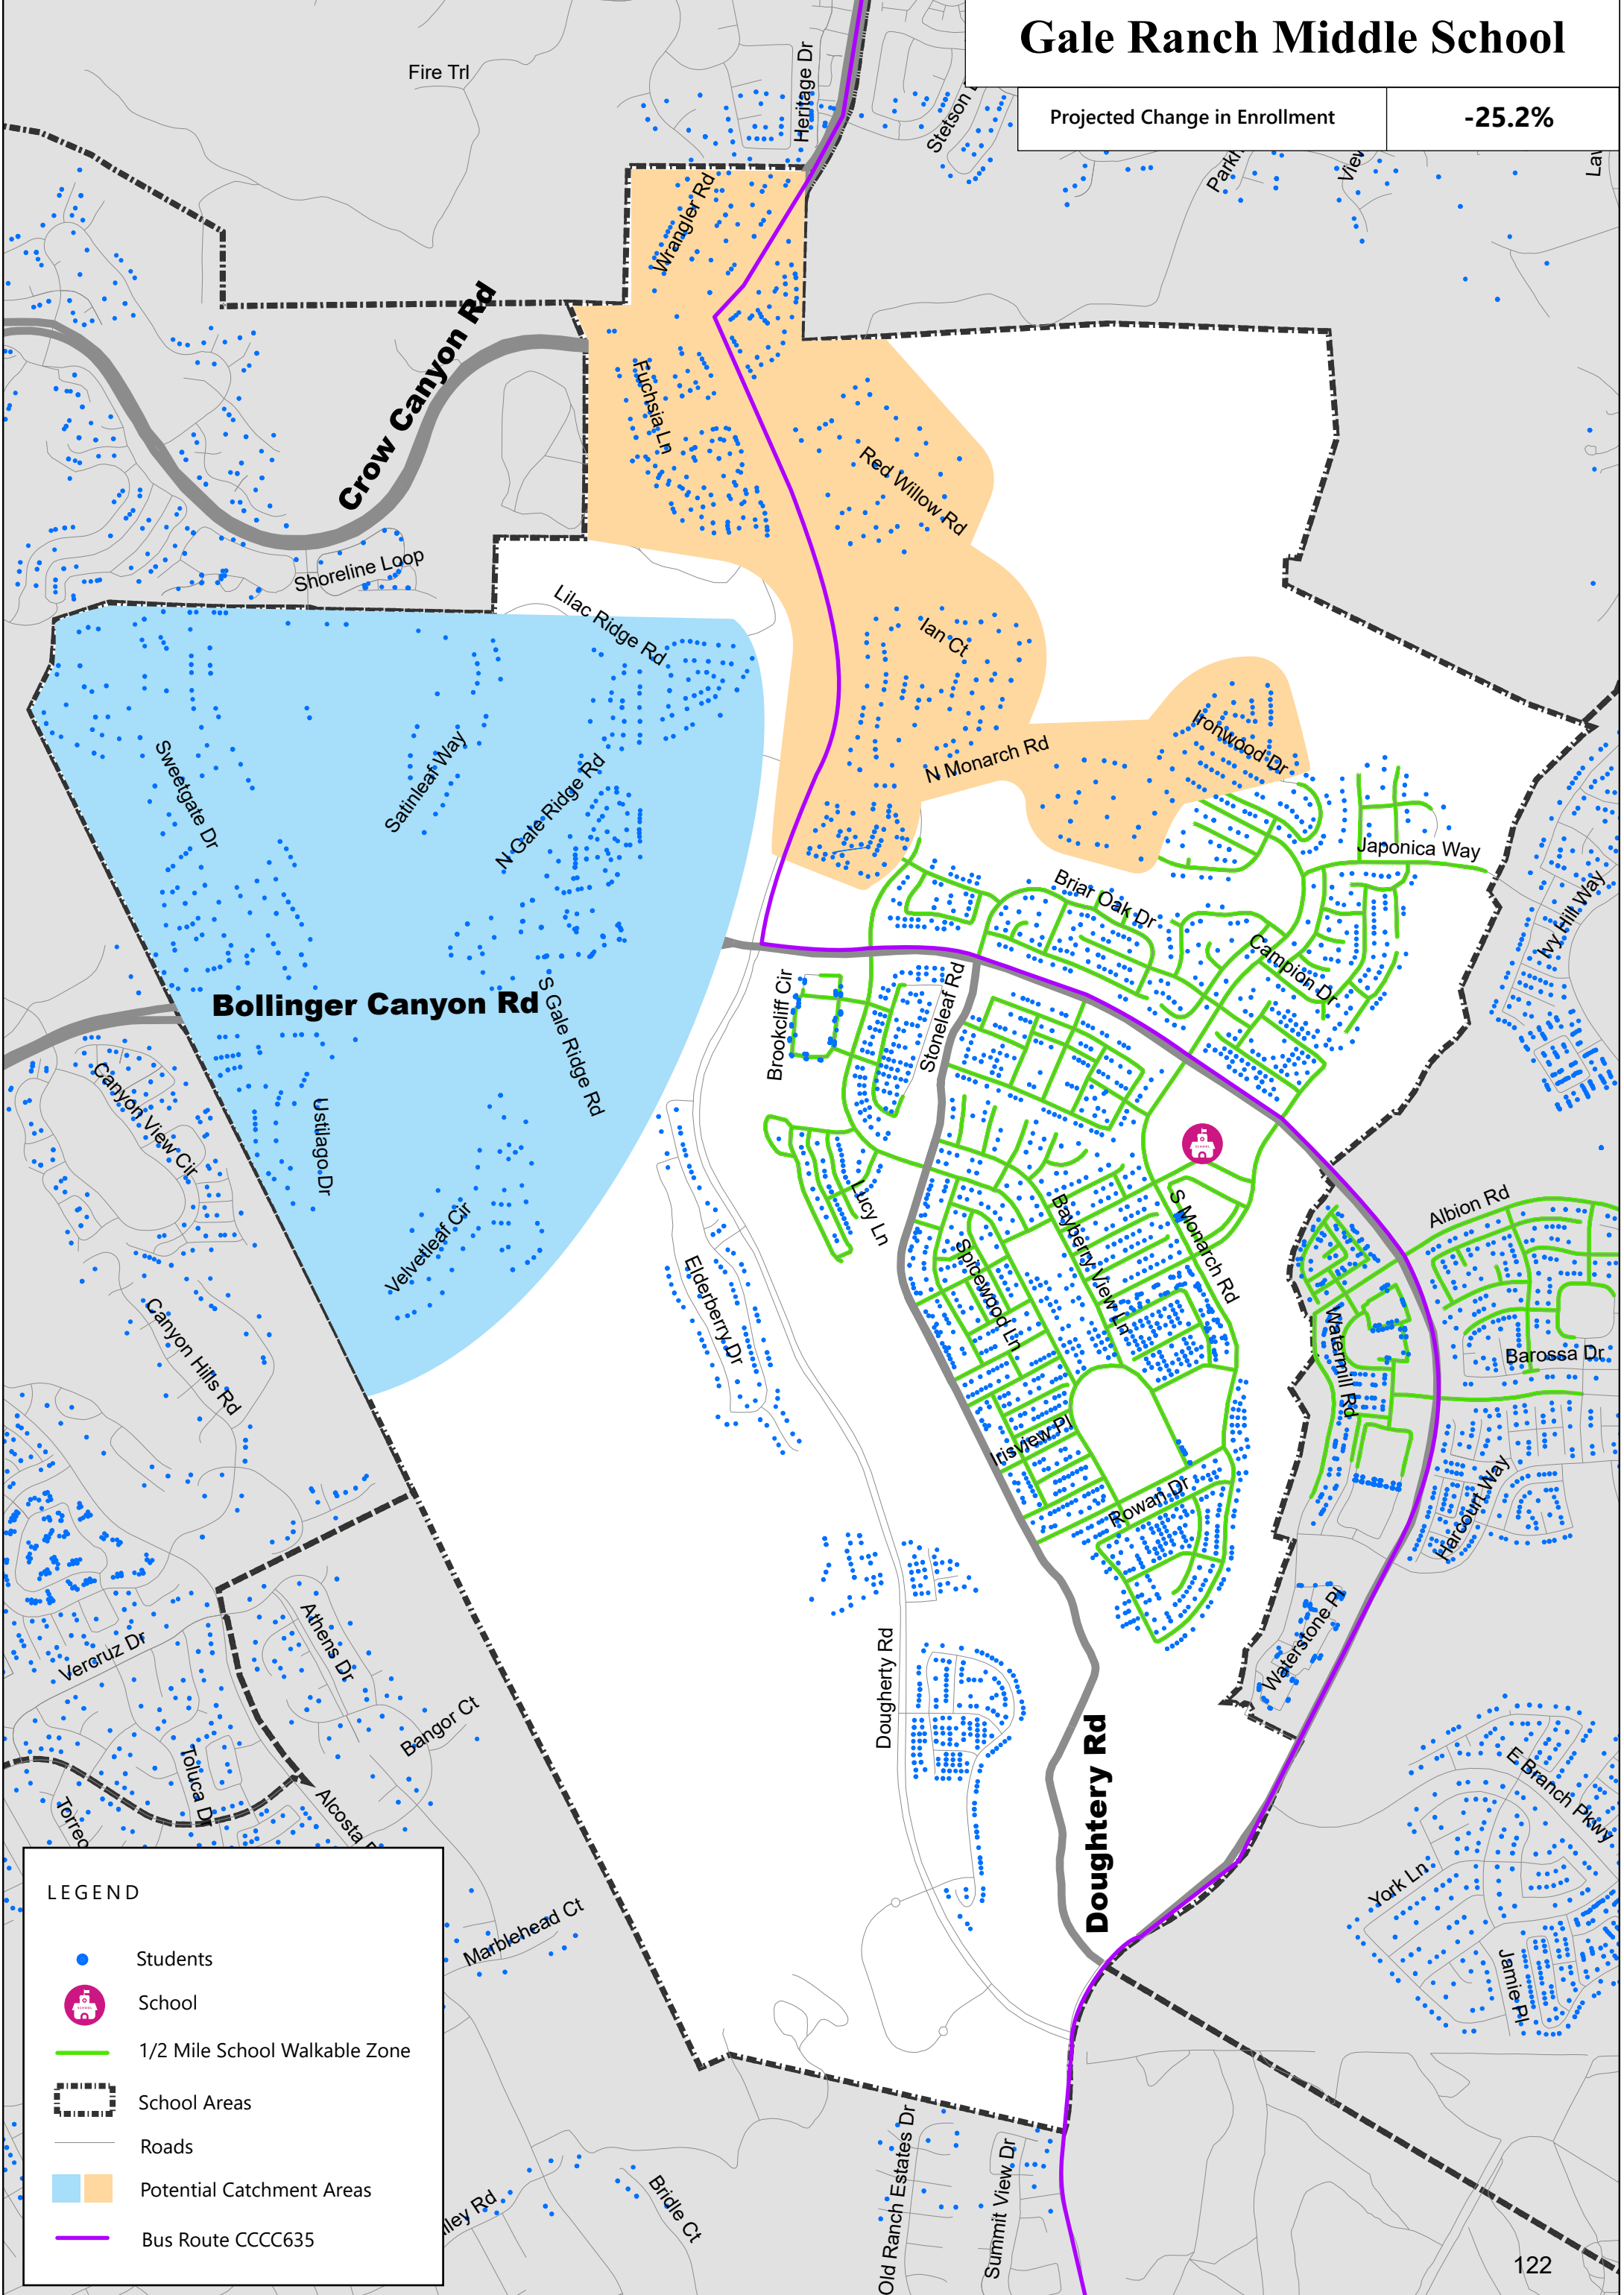 Gale Ranch Middle School
Projected Change in Enrollment
-25.2%
Fire Trl
Heritage Dr
Wrangler Rd
Crow Canyon Rd
Fuchsia Ln
Red Willow Rd
Shoreline Loop
Lilac Ridge Rd
Ian Ct
Sweetgate Dr
Satinleaf Way
N Gale Ridge Rd
N Monarch Rd
Ironwood Dr
Japonica Way
Briar Oak Dr
Campion Dr
Ivy Hill Way
Bollinger Canyon Rd
S Gale Ridge Rd
Brookcliff Cir
Stoneleaf Rd
Canyon View Cir
Ustilago Dr
Velvetleaf Cir
Lucy Ln
Bayberry View Ln
S Monarch Rd
Albion Rd
Spicewood Ln
Elderberry Dr
Canyon Hills Rd
Watermill Rd
Barossa Dr
Irisview Pl
Rowan Dr
Harcourt Way
Waterstone Pl
Vercruz Dr
Athens Dr
Bangor Ct
Toluca Dr
Alcosta
Dougherty Rd
Doughtery Rd
E Branch Pkwy
York Ln
Jamie Pl
Marblehead Ct
Old Ranch Estates Dr
Summit View Dr
Bridle Ct
LEGEND
Students
School
1/2 Mile School Walkable Zone
School Areas
Roads
Potential Catchment Areas
Bus Route CCCC635
122